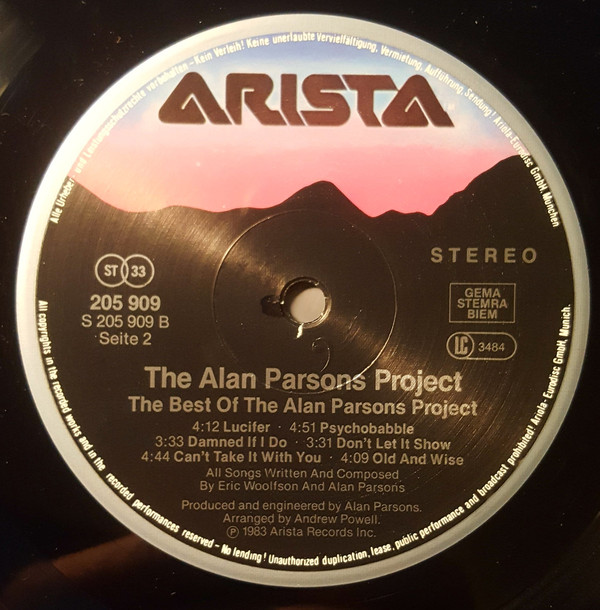 Alle Urheber- und Leistungsschutzrechte vorbehalten - Kein Verleih! Keine unerlaubte Vervielfältigung, Vermietung, Aufführung, Sendung! Ariola-Eurodisc GmbH, München
ARISTA
STEREO
ST 33
205 909
S 205 909 B
Seite 2
GEMA
STEMRA
BIEM
LC 3484
The Alan Parsons Project
The Best Of The Alan Parsons Project
4:12 Lucifer · 4:51 Psychobabble
3:33 Damned If I Do · 3:31 Don't Let It Show
4:44 Can't Take It With You · 4:09 Old And Wise
All Songs Written And Composed
By Eric Woolfson And Alan Parsons
Produced and engineered by Alan Parsons.
Arranged by Andrew Powell.
℗ 1983 Arista Records Inc.
All copyrights in the recorded works and in the recorded performances reserved - No lending! Unauthorized duplication, lease, public performance and broadcast prohibited! Ariola-Eurodisc GmbH, Munich.